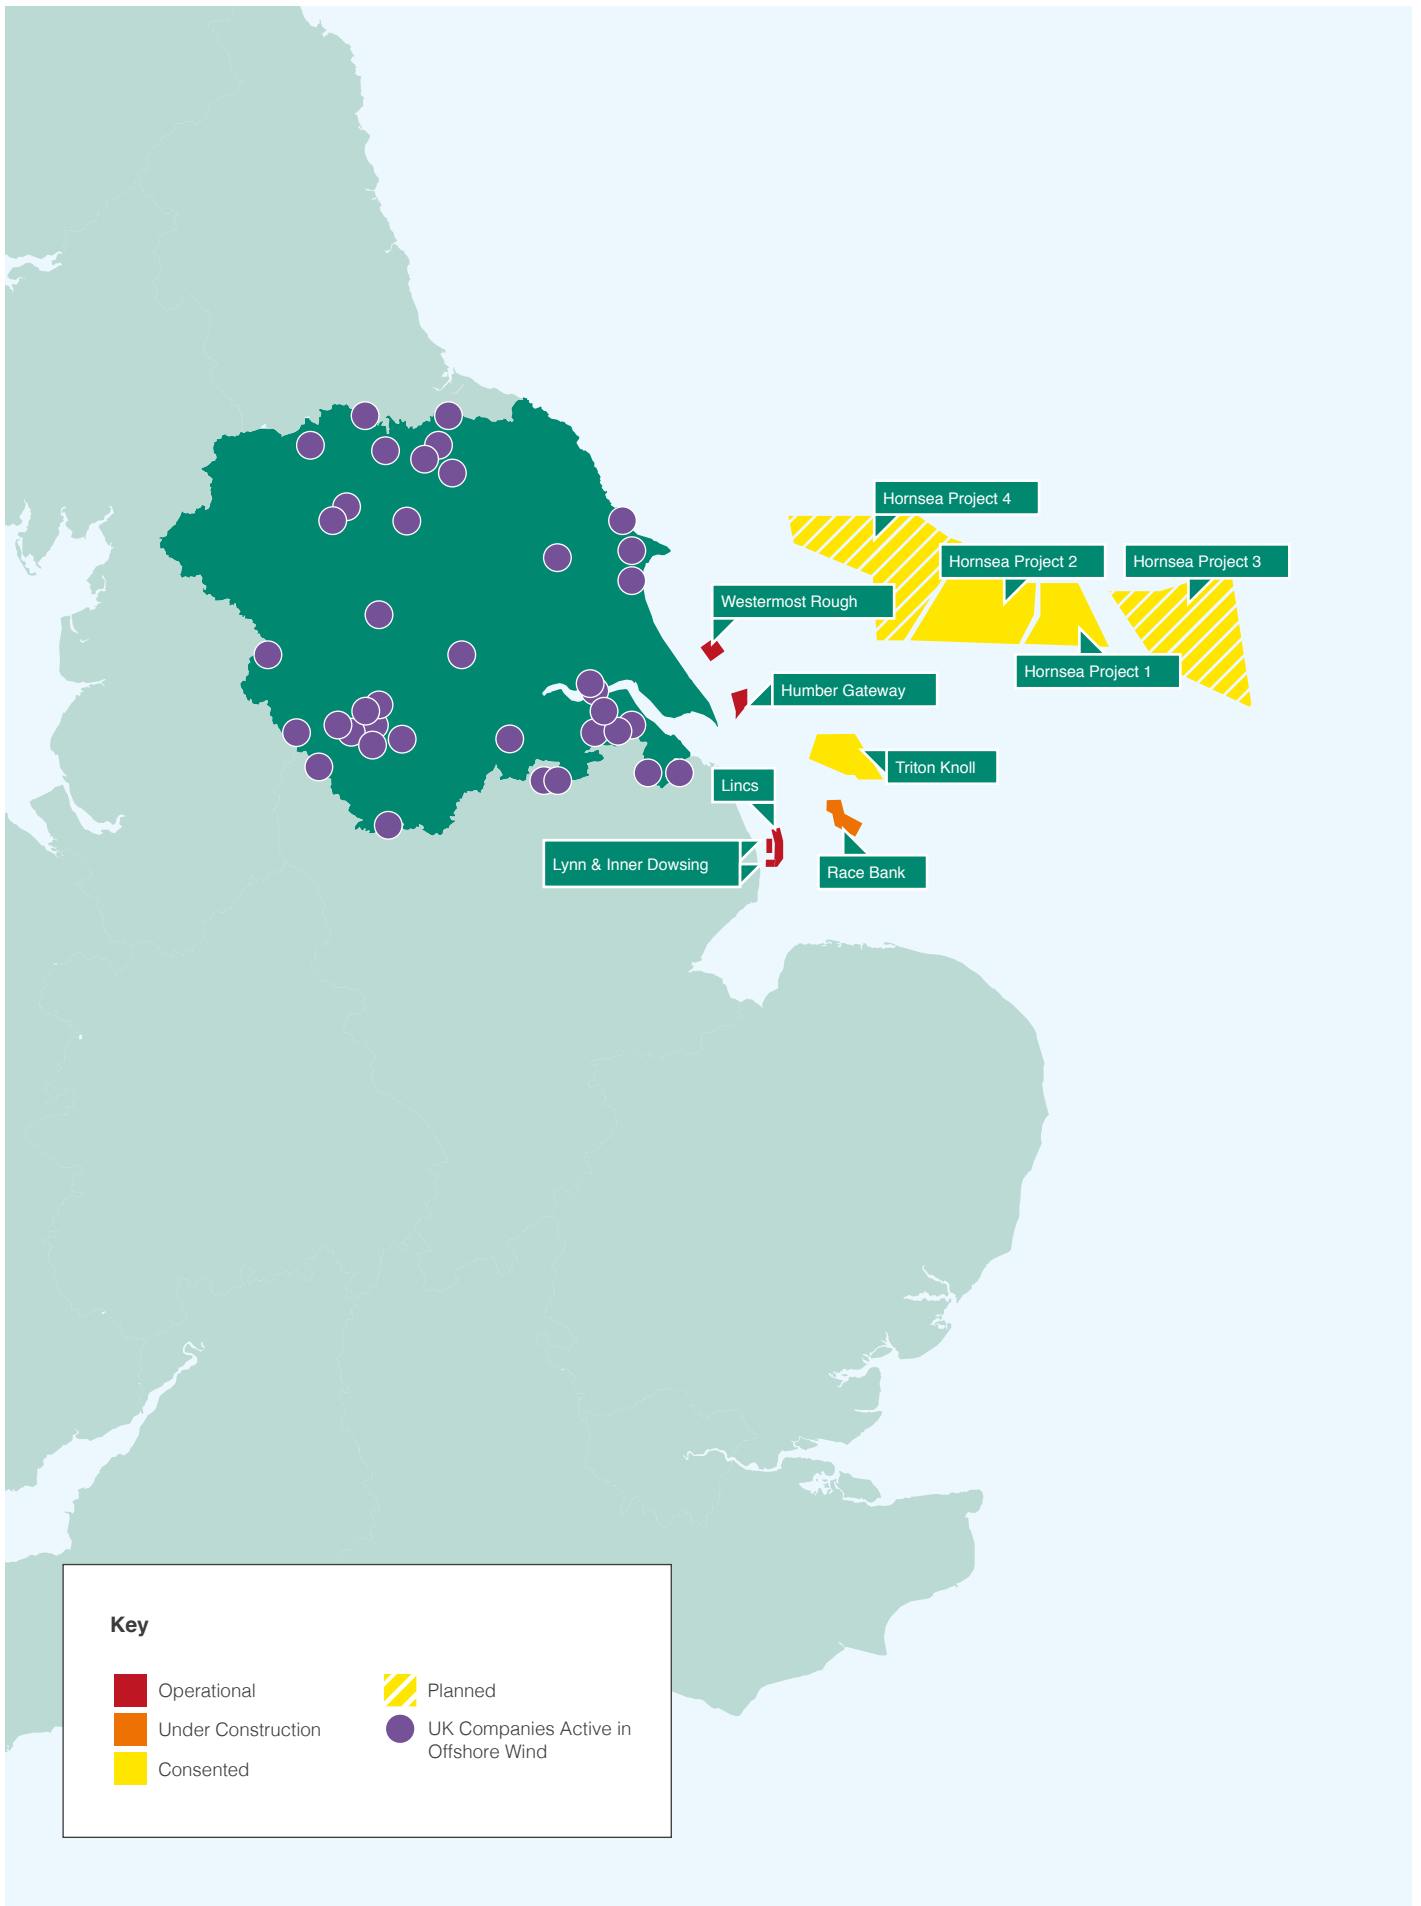 Hornsea Project 4
Hornsea Project 2
Hornsea Project 3
Westermost Rough
Hornsea Project 1
Humber Gateway
Triton Knoll
Lincs
Lynn & Inner Dowsing
Race Bank
Key
Operational
Under Construction
Consented
Planned
UK Companies Active in
Offshore Wind